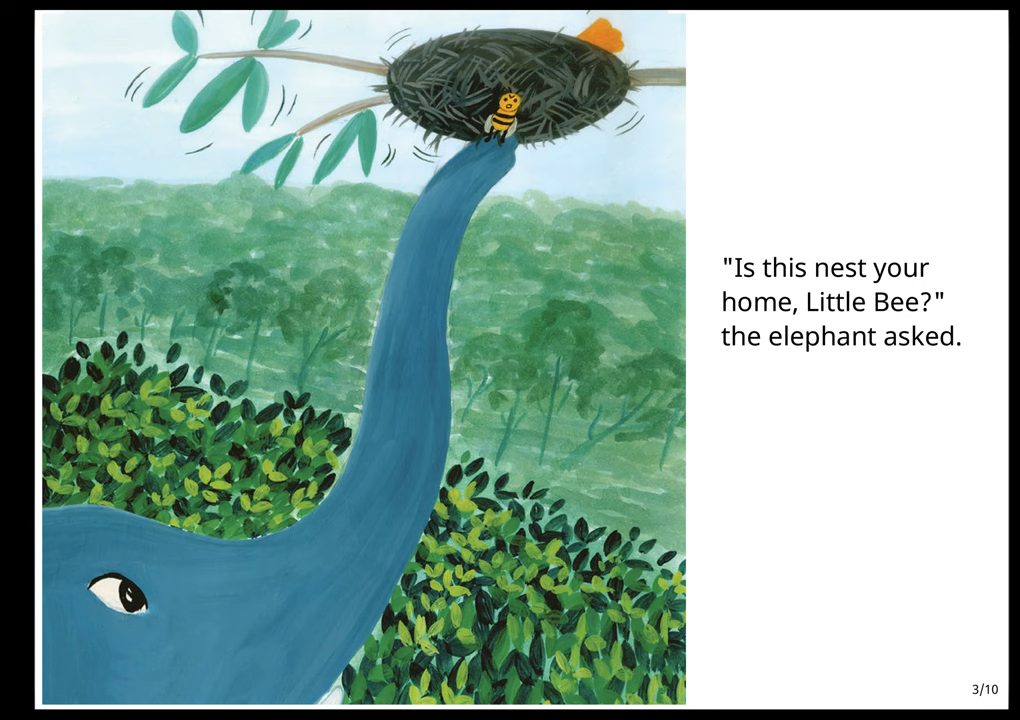 "Is this nest your
home, Little Bee?"
the elephant asked.
3/10